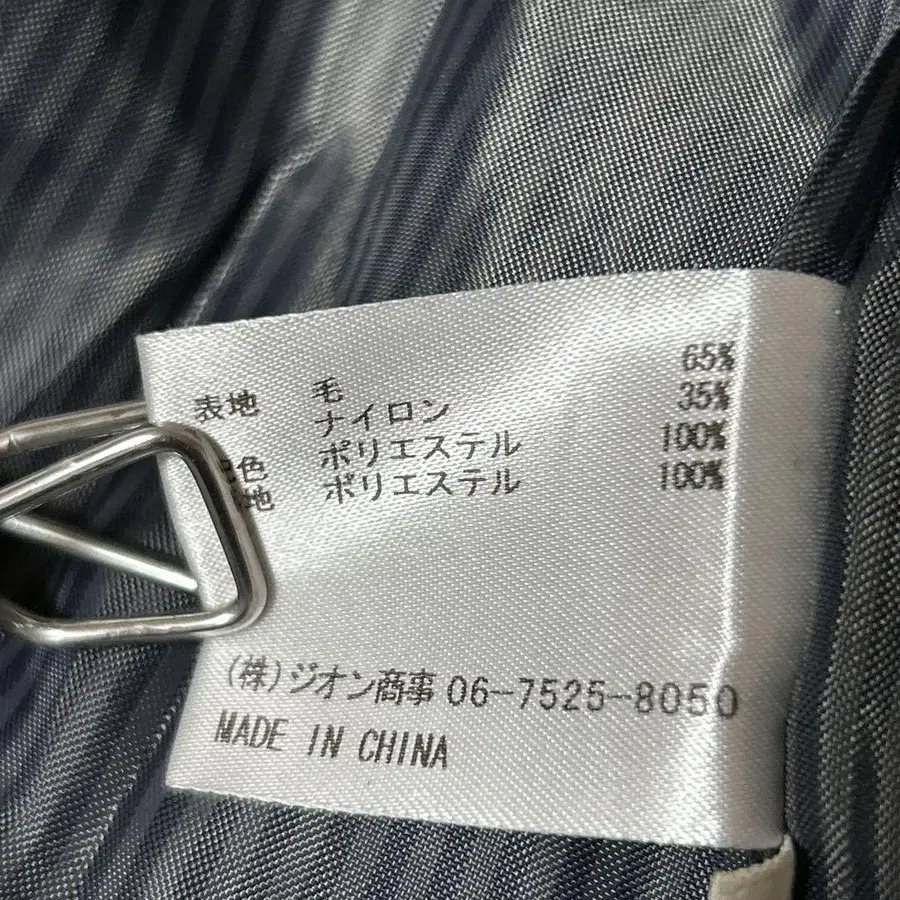 表地 毛 65%
ナイロン 35%
色 ポリエステル 100%
地 ポリエステル 100%
(株)ジオン商事 06-7525-8050
MADE IN CHINA